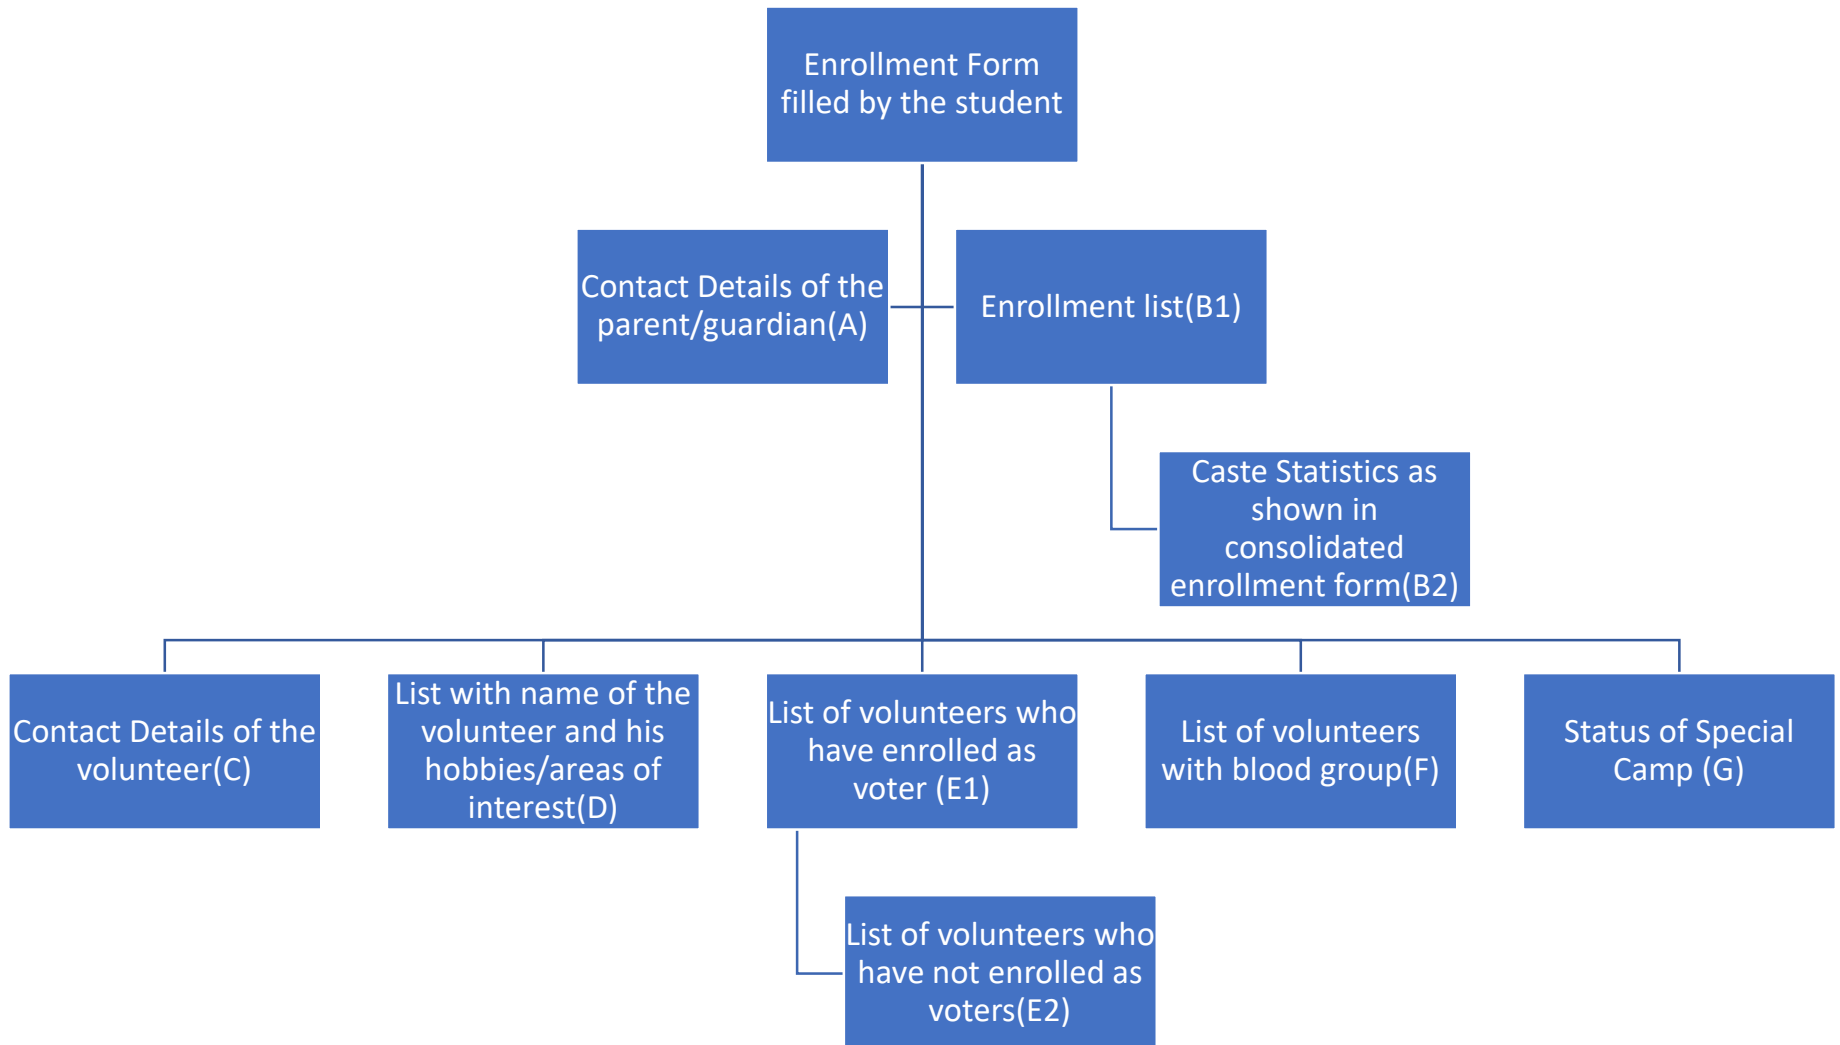 Enrollment Form
filled by the student
Contact Details of the
parent/guardian(A)
Enrollment list(B1)
Caste Statistics as
shown in
consolidated
enrollment form(B2)
Contact Details of the
volunteer(C)
List with name of the
volunteer and his
hobbies/areas of
interest(D)
List of volunteers who
have enrolled as
voter (E1)
List of volunteers
with blood group(F)
Status of Special
Camp (G)
List of volunteers who
have not enrolled as
voters(E2)